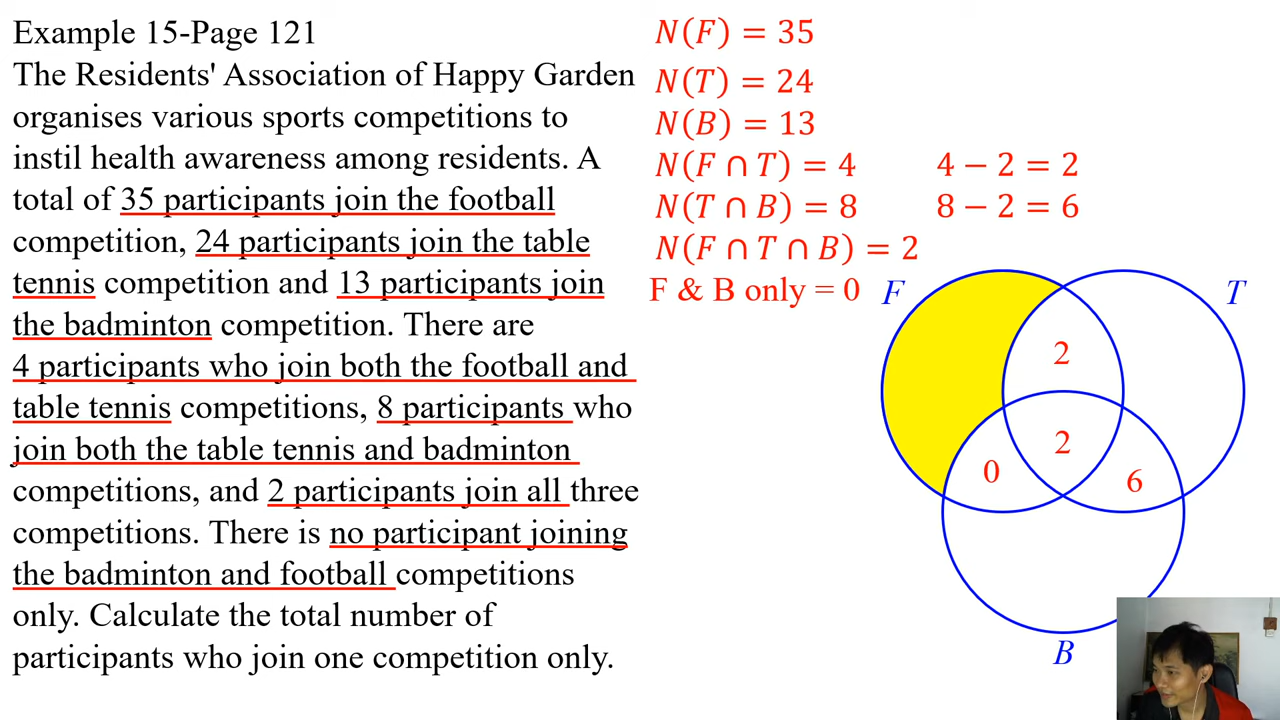 Example 15-Page 121
The Residents' Association of Happy Garden
organises various sports competitions to
instil health awareness among residents. A
total of 35 participants join the football
competition, 24 participants join the table
tennis competition and 13 participants join
the badminton competition. There are
4 participants who join both the football and
table tennis competitions, 8 participants who
join both the table tennis and badminton
competitions, and 2 participants join all three
competitions. There is no participant joining
the badminton and football competitions
only. Calculate the total number of
participants who join one competition only.
N(F) = 35
N(T) = 24
N(B) = 13
N(F ∩ T) = 4
4 − 2 = 2
N(T ∩ B) = 8
8 − 2 = 6
N(F ∩ T ∩ B) = 2
F & B only = 0
F
T
2
2
0
6
B